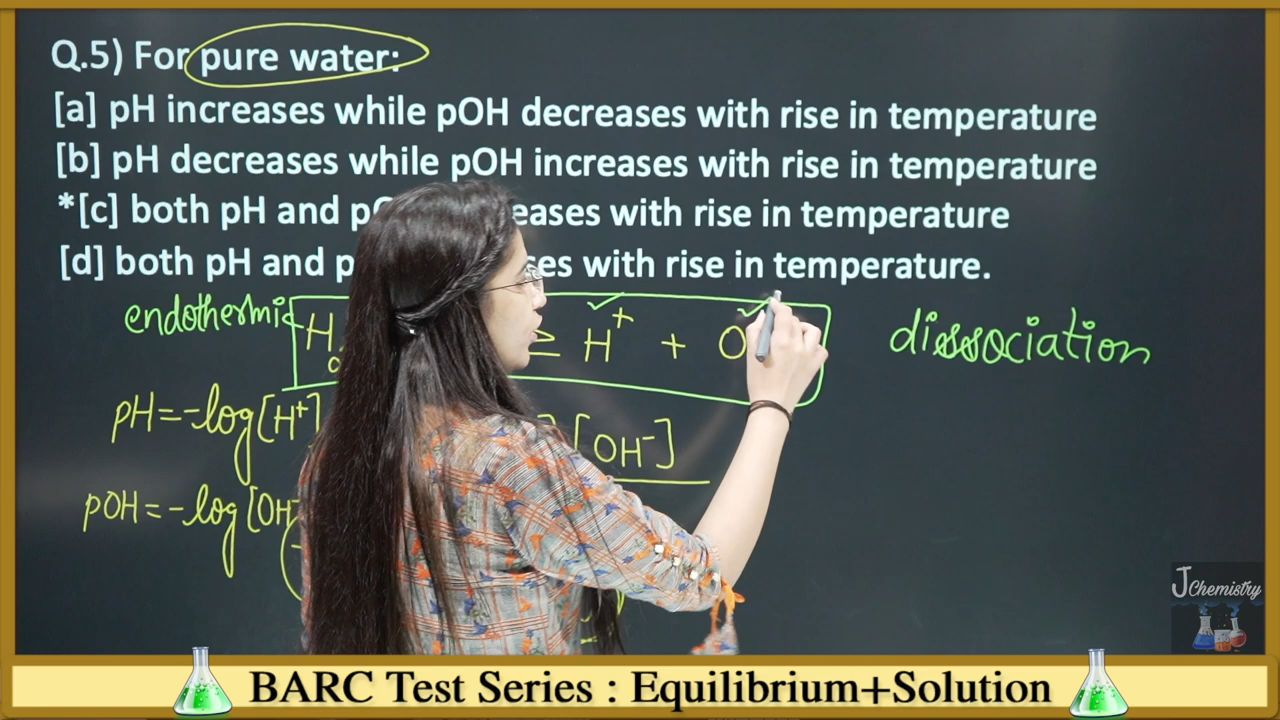 Q.5) For pure water:
[a] pH increases while pOH decreases with rise in temperature
[b] pH decreases while pOH increases with rise in temperature
*[c] both pH and eases with rise in temperature
[d] both pH and ses with rise in temperature.
endothermic H H+ + O dissociation
pH=-log[H+] [OH-]
pOH=-log[OH-
J Chemistry
BARC Test Series : Equilibrium+Solution